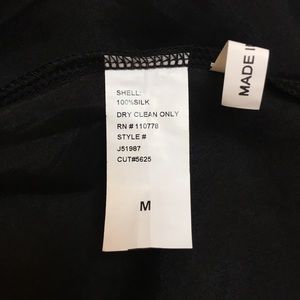 SHELL:
100%SILK
DRY CLEAN ONLY
RN # 110778
STYLE #
J51987
CUT#5625
M
MADE I